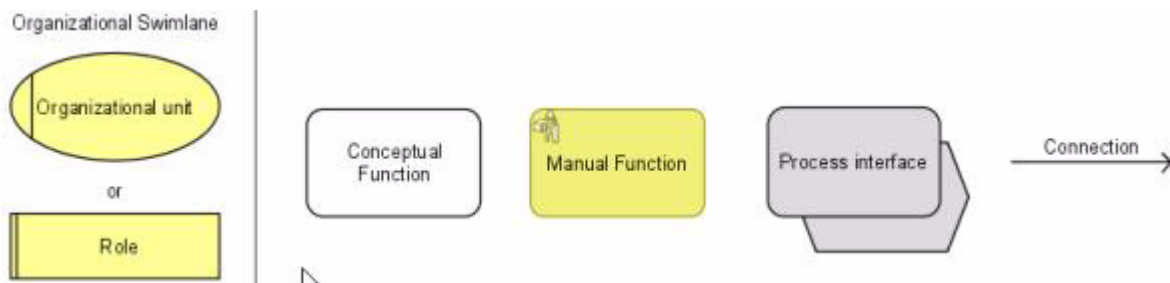 Organizational Swimlane
Organizational unit
or
Role
Conceptual
Function
Manual Function
Process interface
Connection